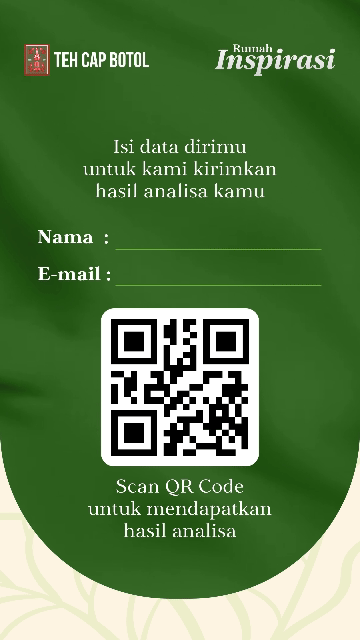 TEH CAP BOTOL
Rumah
Inspirasi
Isi data dirimu
untuk kami kirimkan
hasil analisa kamu
Nama :
E-mail :
Scan QR Code
untuk mendapatkan
hasil analisa